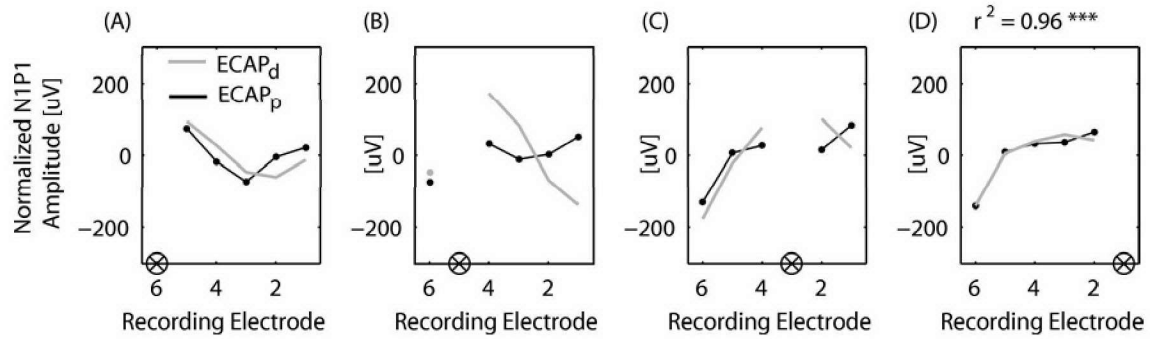 (A) (B) (C) (D) r² = 0.96 ***
ECAPd
ECAPp
Normalized N1P1
Amplitude [uV]
200
0
−200
6 4 2
Recording Electrode
[uV]
200
0
−200
6 4 2
Recording Electrode
[uV]
200
0
−200
6 4 2
Recording Electrode
[uV]
200
0
−200
6 4 2
Recording Electrode